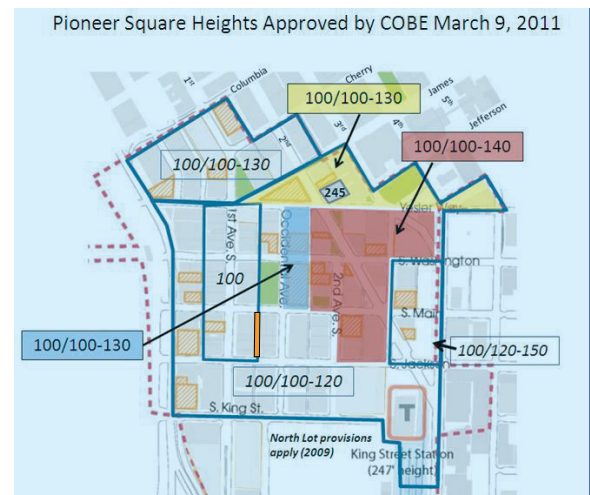 Pioneer Square Heights Approved by COBE March 9, 2011
1st
Columbia
Cherry
James
5th
100/100-130
2nd
3rd
4th
Jefferson
100/100-140
100/100-130
245
Yesler Way
1st Ave. S.
Occidental Ave.
S. Washington
100
2nd Ave. S.
S. Main
100/100-130
100/120-150
S. Jackson
100/100-120
S. King St.
T
North Lot provisions
apply (2009)
King Street Station
(247' height)